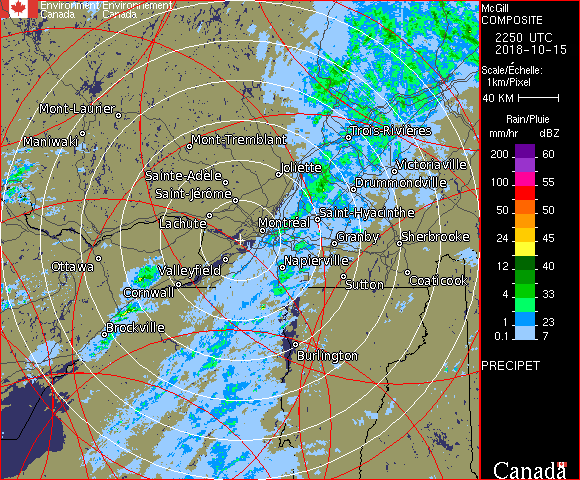 Environment Environnement
Canada Canada
McGill
COMPOSITE
2250 UTC
2018-10-15
Scale/Échelle:
1km/Pixel
40 KM
Rain/Pluie
mm/hr dBZ
200 60
55
100 55
50 50
24 45
12 40
4 33
1 23
0.1 7
PRECIPET
Canada
Mont-Laurier
Maniwaki
Mont-Tremblant
Trois-Rivières
Sainte-Adèle
Joliette
Victoriaville
Saint-Jérôme
Drummondville
Lachute
Montréal
Saint-Hyacinthe
Granby
Sherbrooke
Ottawa
Valleyfield
Napierville
Cornwall
Sutton
Coaticook
Brockville
Burlington